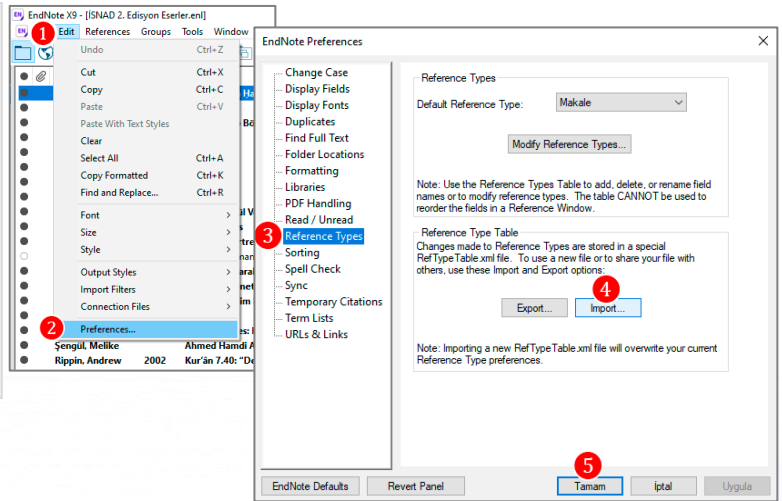 EndNote X9 - [İSNAD 2. Edisyon Eserler.enl]
1 Edit References Groups Tools Window
Undo Ctrl+Z
Cut Ctrl+X
Copy Ctrl+C
Paste Ctrl+V
Paste With Text Styles
Clear
Select All Ctrl+A
Copy Formatted Ctrl+K
Find and Replace... Ctrl+R
Font
Size
Style
Output Styles
Import Filters
Connection Files
2 Preferences...
Şengül, Melike Ahmed Hamdi A
Rippin, Andrew 2002 Kur'ân 7.40: "De
EndNote Preferences
Change Case
Display Fields
Display Fonts
Duplicates
Find Full Text
Folder Locations
Formatting
Libraries
PDF Handling
Read / Unread
3 Reference Types
Sorting
Spell Check
Sync
Temporary Citations
Term Lists
URLs & Links
Reference Types
Default Reference Type: Makale
Modify Reference Types...
Note: Use the Reference Types Table to add, delete, or rename field
names or to modify reference types. The table CANNOT be used to
reorder the fields in a Reference Window.
Reference Type Table
Changes made to Reference Types are stored in a special
RefTypeTable.xml file. To use a new file or to share your file with
others, use these Import and Export options:
4
Export... Import...
Note: Importing a new RefTypeTable.xml file will overwrite your current
Reference Type preferences.
5
EndNote Defaults Revert Panel Tamam İptal Uygula